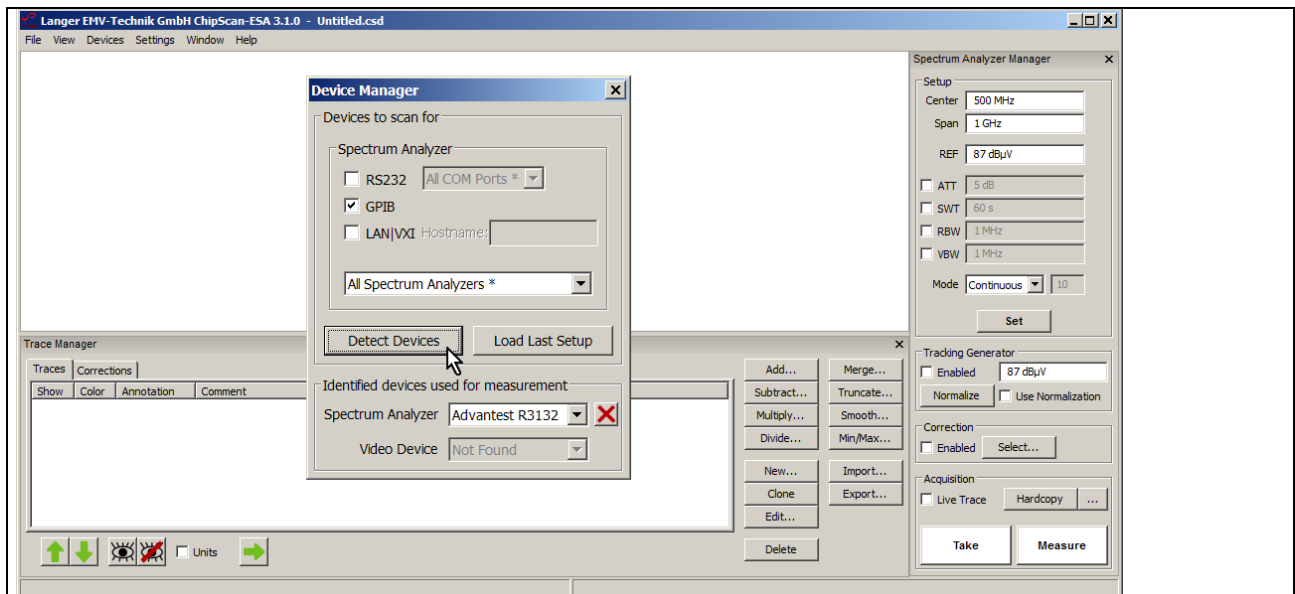 Langer EMV-Technik GmbH ChipScan-ESA 3.1.0 - Untitled.csd
File View Devices Settings Window Help
Device Manager
Devices to scan for
Spectrum Analyzer
RS232 All COM Ports *
GPIB
LAN|VXI Hostname:
All Spectrum Analyzers *
Detect Devices Load Last Setup
Identified devices used for measurement
Spectrum Analyzer Advantest R3132
Video Device Not Found
Spectrum Analyzer Manager
Setup
Center 500 MHz
Span 1 GHz
REF 87 dBµV
ATT 5 dB
SWT 60 s
RBW 1 MHz
VBW 1 MHz
Mode Continuous 10
Set
Tracking Generator
Enabled 87 dBµV
Normalize Use Normalization
Correction
Enabled Select...
Acquisition
Live Trace Hardcopy ...
Take Measure
Trace Manager
Traces Corrections
Show Color Annotation Comment
Add... Merge...
Subtract... Truncate...
Multiply... Smooth...
Divide... Min/Max...
New... Import...
Clone Export...
Edit...
Units Delete